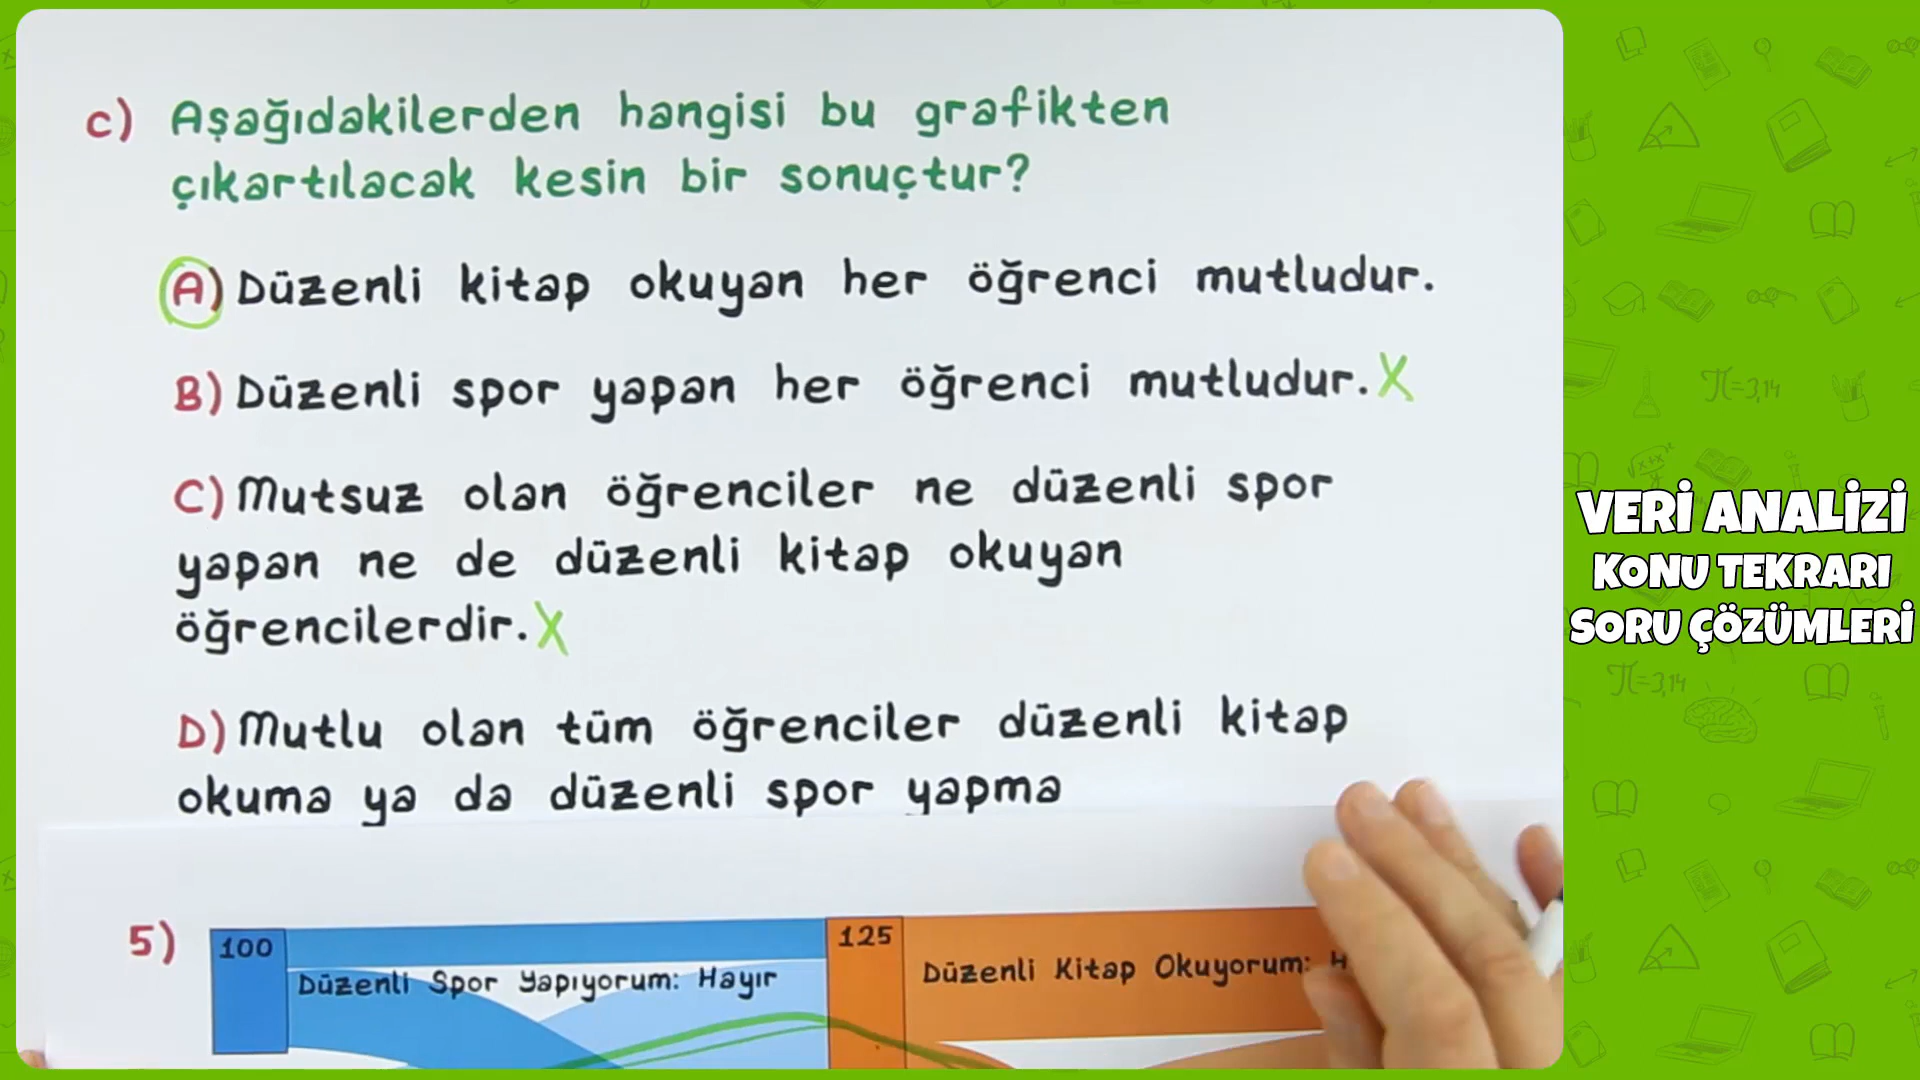 c) Aşağıdakilerden hangisi bu grafikten
çıkartılacak kesin bir sonuçtur?
A) Düzenli kitap okuyan her öğrenci mutludur.
B) Düzenli spor yapan her öğrenci mutludur. X
C) Mutsuz olan öğrenciler ne düzenli spor
yapan ne de düzenli kitap okuyan
öğrencilerdir. X
D) Mutlu olan tüm öğrenciler düzenli kitap
okuma ya da düzenli spor yapma
5)
100
Düzenli Spor Yapıyorum: Hayır
125
Düzenli Kitap Okuyorum:
VERİ ANALİZİ
KONU TEKRARI
SORU ÇÖZÜMLERİ
π=3,14
π=3,14